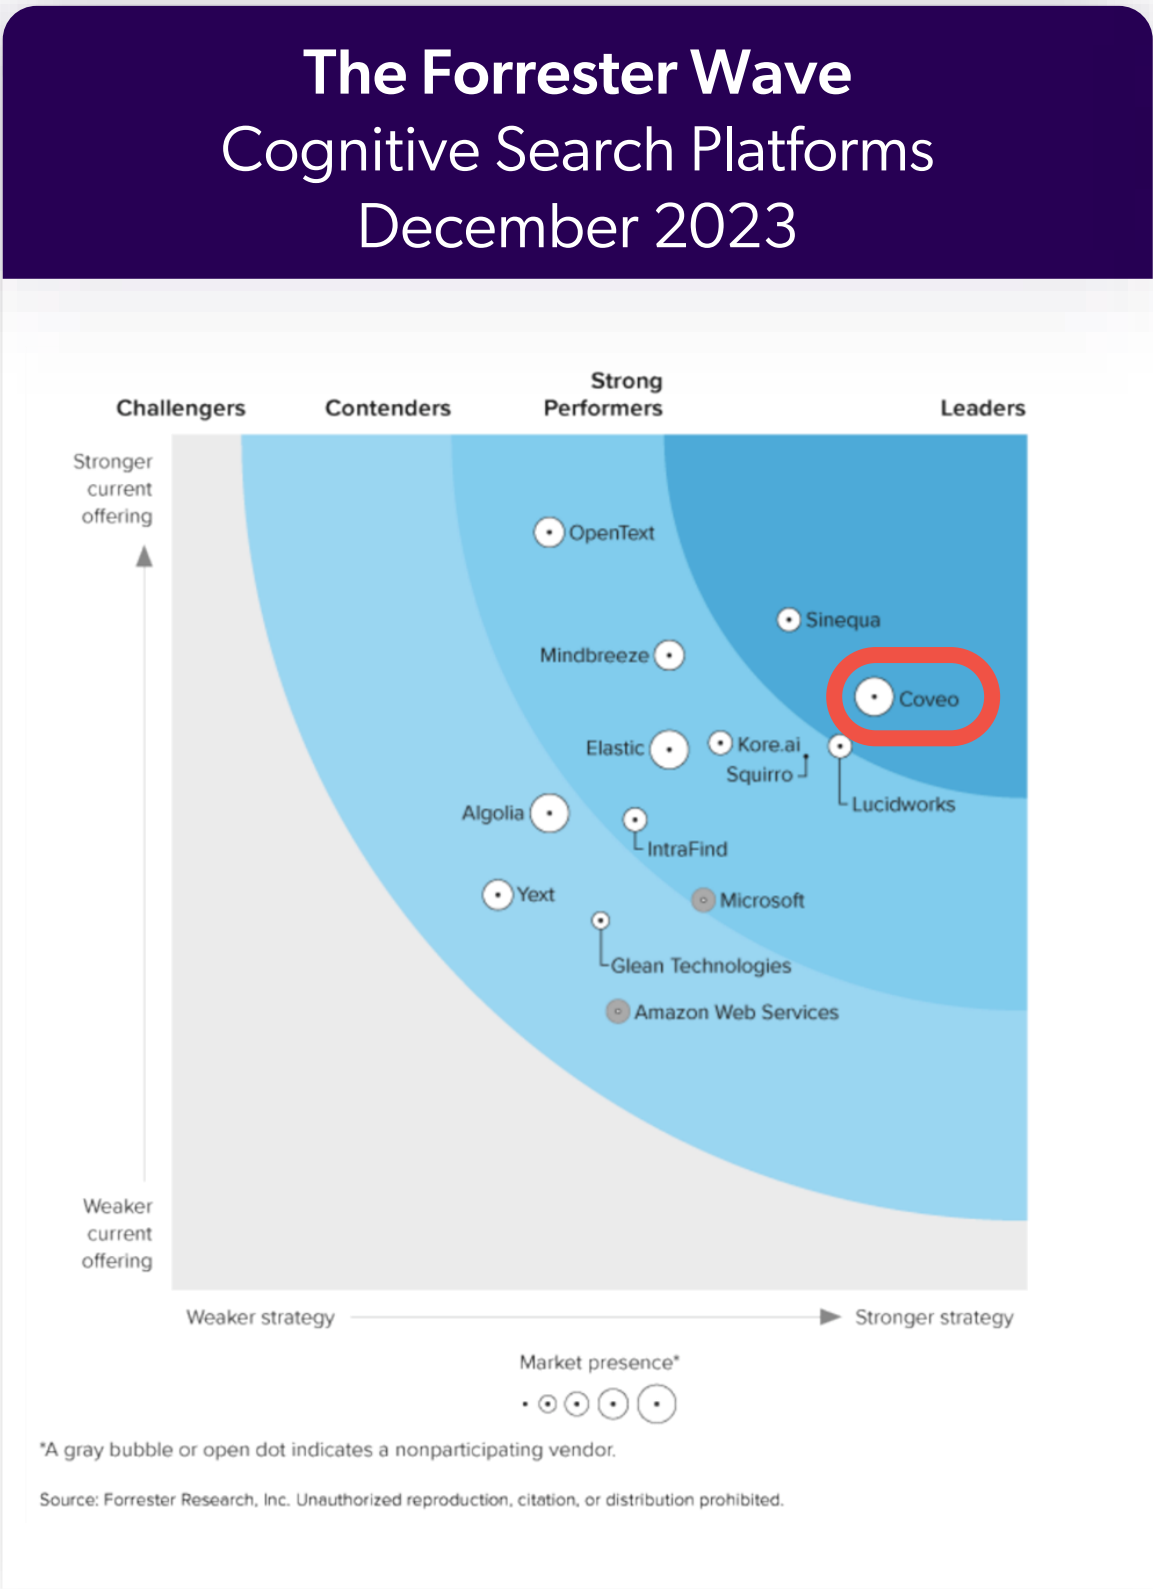 The Forrester Wave
Cognitive Search Platforms
December 2023
Strong
Challengers Contenders Performers Leaders
Stronger
current
offering
OpenText
Sinequa
Mindbreeze
Coveo
Elastic
Kore.ai
Squirro
Lucidworks
Algolia
IntraFind
Yext
Microsoft
Glean Technologies
Amazon Web Services
Weaker
current
offering
Weaker strategy
Stronger strategy
Market presence*
*A gray bubble or open dot indicates a nonparticipating vendor.
Source: Forrester Research, Inc. Unauthorized reproduction, citation, or distribution prohibited.